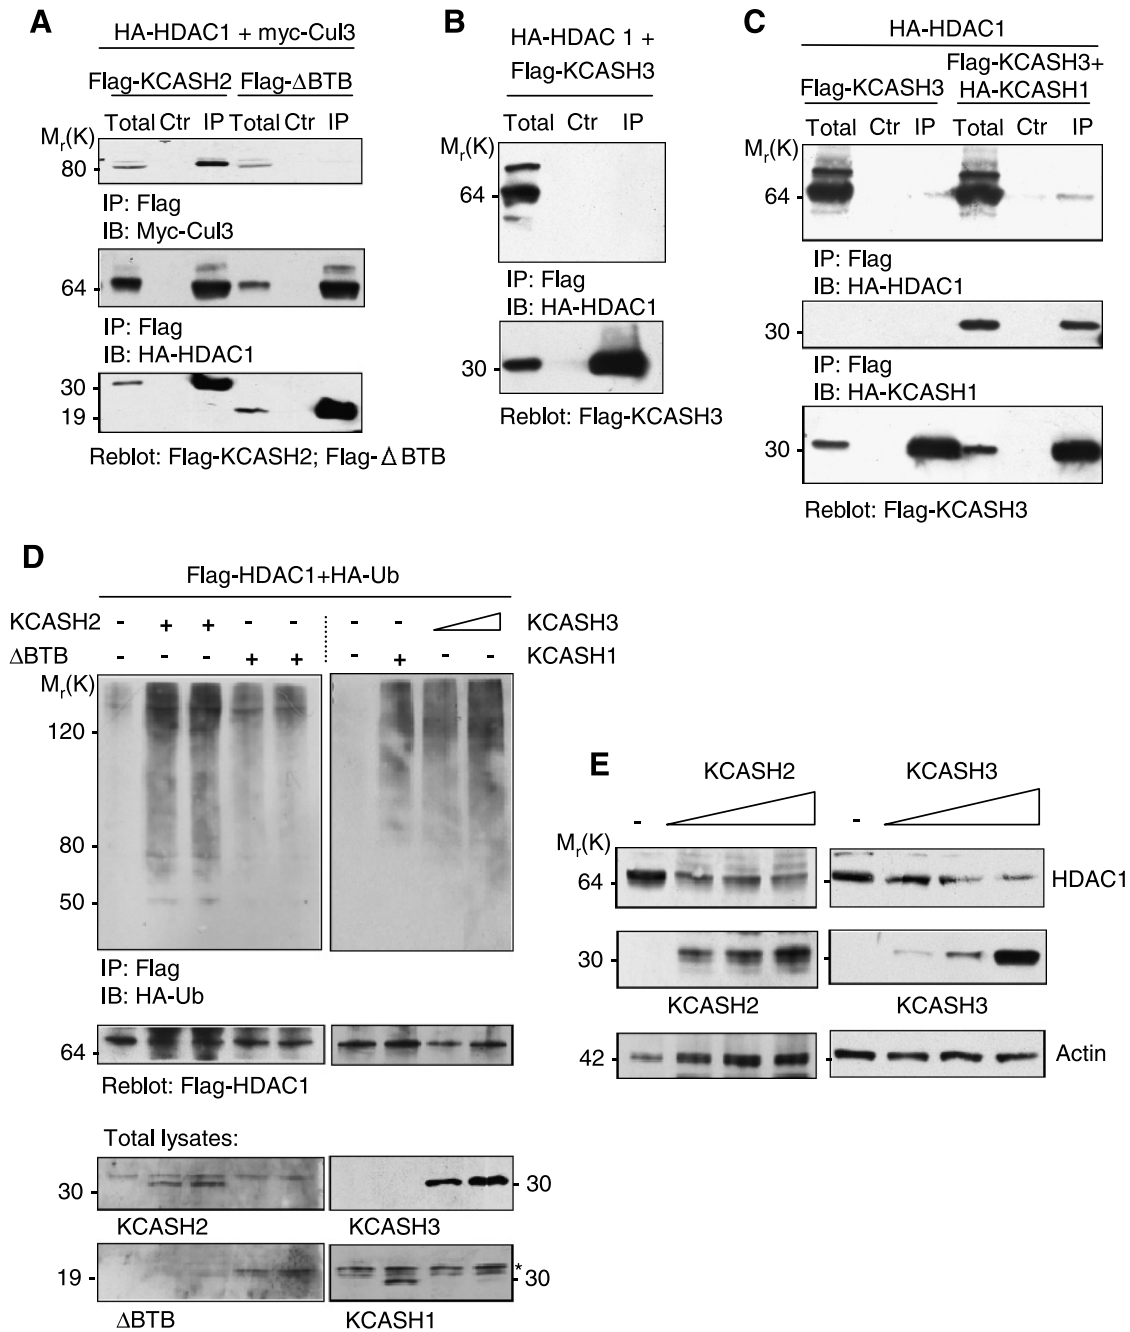 A
HA-HDAC1 + myc-Cul3
Flag-KCASH2 Flag-ΔBTB
Total Ctr IP Total Ctr IP
Mr(K)
80
IP: Flag
IB: Myc-Cul3
64
IP: Flag
IB: HA-HDAC1
30
19
Reblot: Flag-KCASH2; Flag-ΔBTB
B
HA-HDAC 1 +
Flag-KCASH3
Total Ctr IP
Mr(K)
64
IP: Flag
IB: HA-HDAC1
30
Reblot: Flag-KCASH3
C
HA-HDAC1
Flag-KCASH3 Flag-KCASH3+
HA-KCASH1
Total Ctr IP Total Ctr IP
Mr(K)
64
IP: Flag
IB: HA-HDAC1
30
IP: Flag
IB: HA-KCASH1
30
Reblot: Flag-KCASH3
D
Flag-HDAC1+HA-Ub
KCASH2 - + + - - - - KCASH3
ΔBTB - - - + + - + - - KCASH1
Mr(K)
120
80
50
IP: Flag
IB: HA-Ub
64
Reblot: Flag-HDAC1
Total lysates:
30 30
KCASH2 KCASH3
19 * 30
ΔBTB KCASH1
E
KCASH2 KCASH3
- -
Mr(K)
64 HDAC1
30
KCASH2 KCASH3
42 Actin